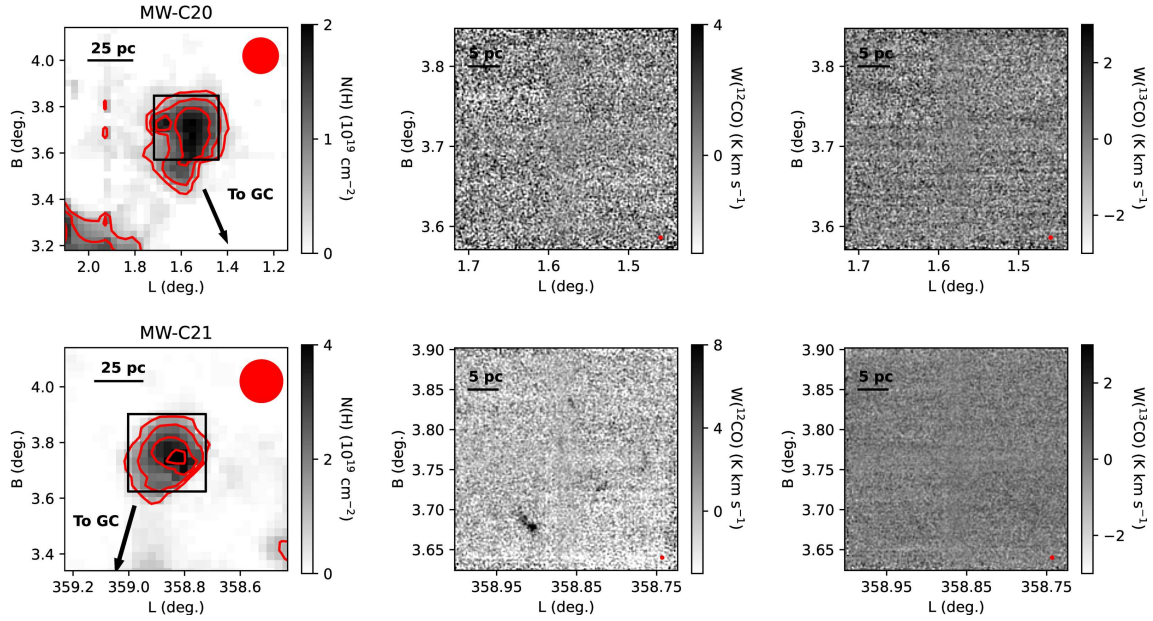 MW-C20
25 pc
To GC
B (deg.)
4.0
3.8
3.6
3.4
3.2
2.0 1.8 1.6 1.4 1.2
L (deg.)
2
1
0
N(H) (10¹⁹ cm⁻²)
5 pc
B (deg.)
3.8
3.7
3.6
1.7 1.6 1.5
L (deg.)
4
0
W(¹²CO) (K km s⁻¹)
5 pc
B (deg.)
3.8
3.7
3.6
1.7 1.6 1.5
L (deg.)
2
0
−2
W(¹³CO) (K km s⁻¹)
MW-C21
25 pc
To GC
B (deg.)
4.0
3.8
3.6
3.4
359.2 359.0 358.8 358.6
L (deg.)
4
2
0
N(H) (10¹⁹ cm⁻²)
5 pc
B (deg.)
3.90
3.85
3.80
3.75
3.70
3.65
358.95 358.85 358.75
L (deg.)
8
0
W(¹²CO) (K km s⁻¹)
5 pc
B (deg.)
3.90
3.85
3.80
3.75
3.70
3.65
358.95 358.85 358.75
L (deg.)
2
0
−2
W(¹³CO) (K km s⁻¹)